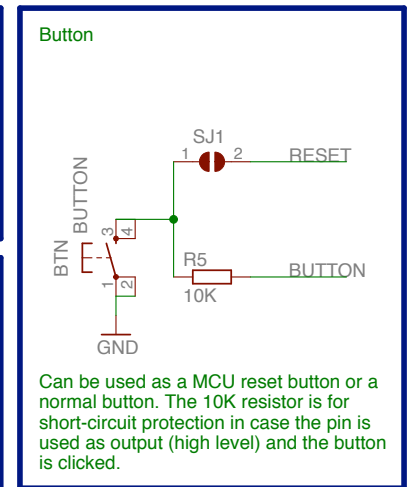 Button
SJ1
1 2 RESET
BUTTON
BTN
3 4
1 2
R5
10K
BUTTON
GND
Can be used as a MCU reset button or a
normal button. The 10K resistor is for
short-circuit protection in case the pin is
used as output (high level) and the button
is clicked.